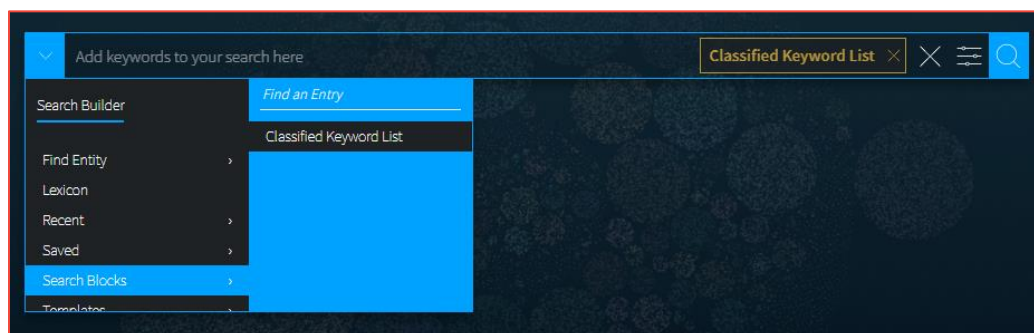 Add keywords to your search here
Classified Keyword List
Search Builder
Find an Entry
Classified Keyword List
Find Entity
Lexicon
Recent
Saved
Search Blocks
Templates